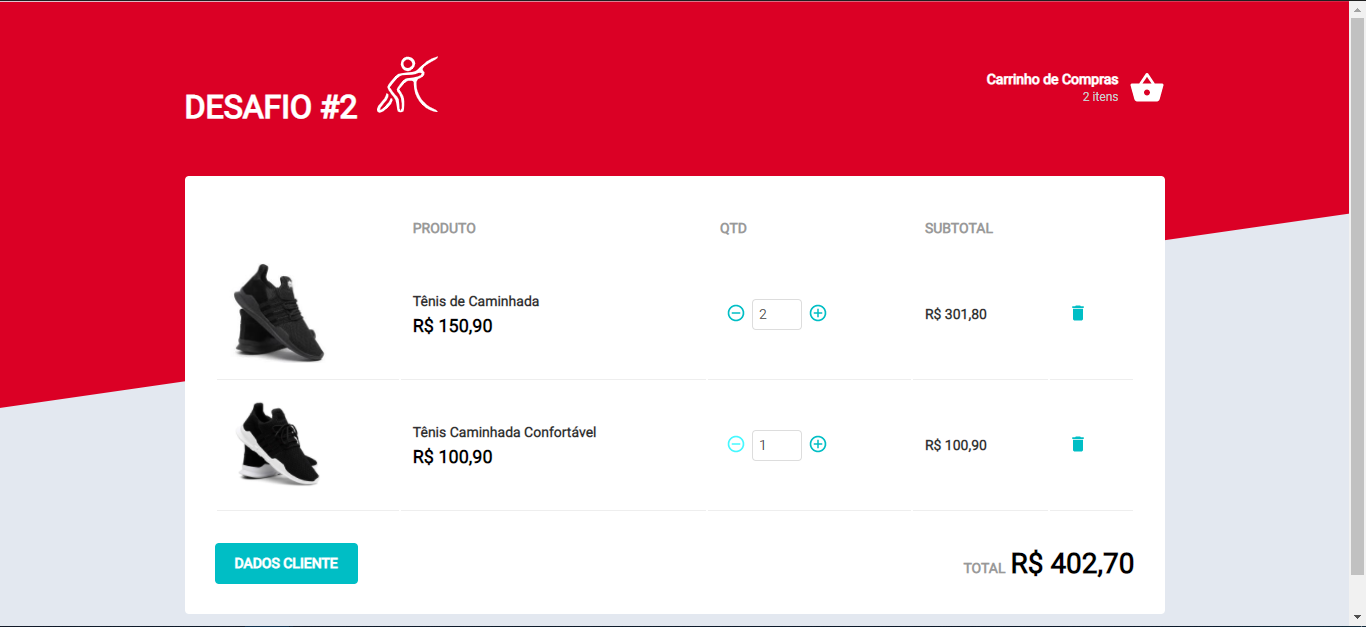 DESAFIO #2
Carrinho de Compras
2 itens
PRODUTO QTD SUBTOTAL
Tênis de Caminhada
R$ 150,90
2
R$ 301,80
Tênis Caminhada Confortável
R$ 100,90
1
R$ 100,90
DADOS CLIENTE
TOTAL R$ 402,70